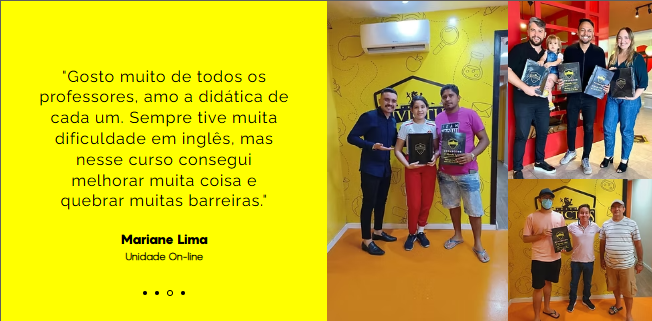 "Gosto muito de todos os
professores, amo a didática de
cada um. Sempre tive muita
dificuldade em inglês, mas
nesse curso consegui
melhorar muita coisa e
quebrar muitas barreiras."
Mariane Lima
Unidade On-line